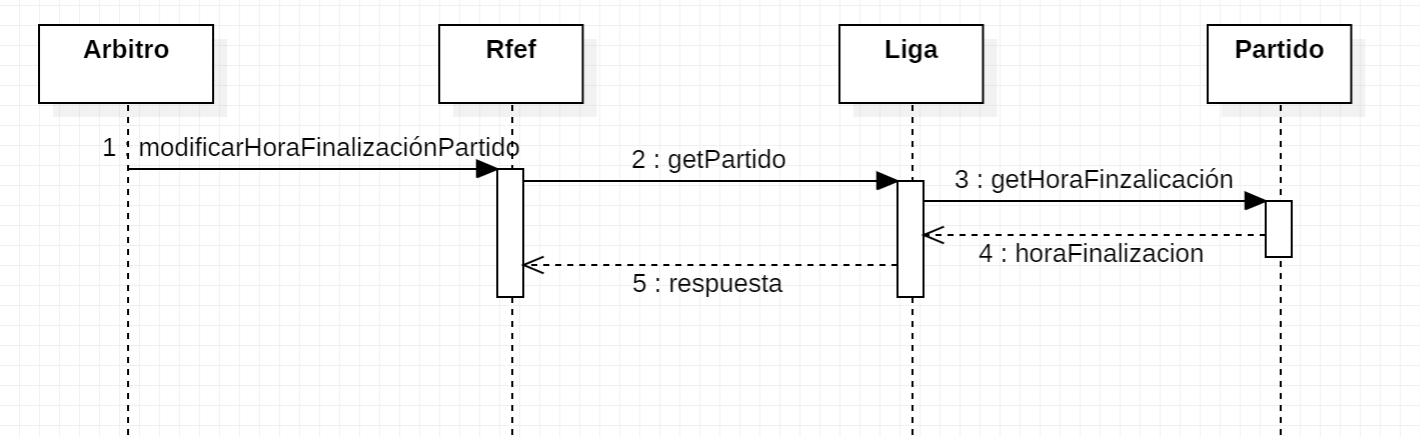 Arbitro
Rfef
Liga
Partido
1 : modificarHoraFinalizaciónPartido
2 : getPartido
3 : getHoraFinzalicación
4 : horaFinalizacion
5 : respuesta